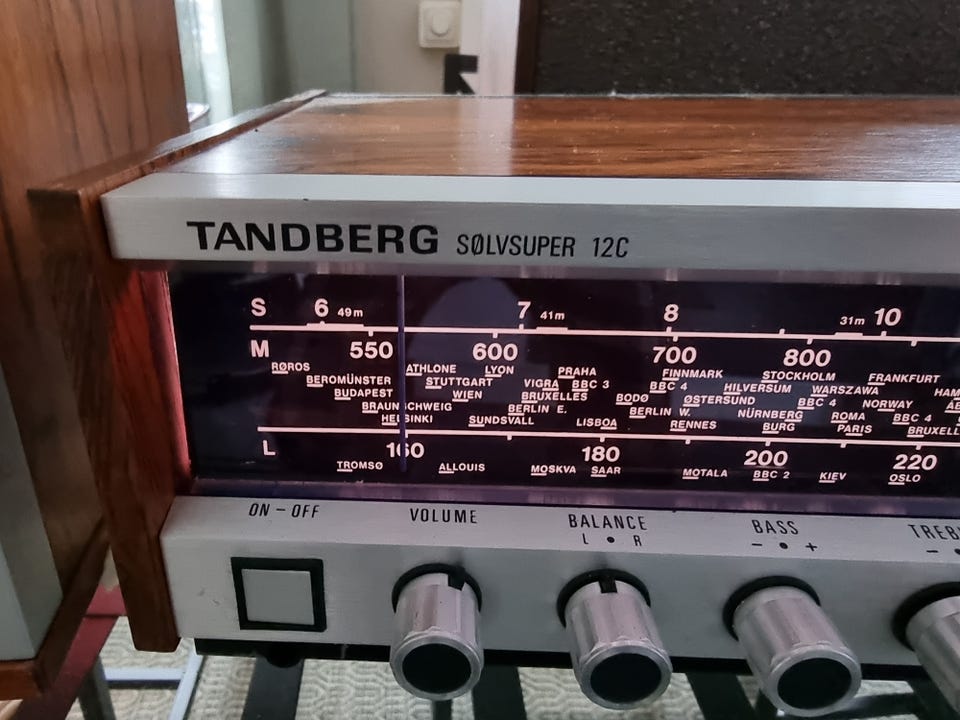 TANDBERG SØLVSUPER 12C
S 6 49m 7 41m 8 31m 10
M 550 600 700 800
RØROS ATHLONE LYON PRAHA FINNMARK STOCKHOLM FRANKFURT
BEROMÜNSTER STUTTGART VIGRA BBC 3 BBC 4 HILVERSUM WARSZAWA HAM
BUDAPEST WIEN BRUXELLES BODØ ØSTERSUND BBC 4 NORWAY
BRAUNSCHWEIG BERLIN E. BERLIN W. NÜRNBERG ROMA BBC 4
HELSINKI SUNDSVALL LISBOA RENNES BURG PARIS BRUXELL
L 160 180 200 220
TROMSØ ALLOUIS MOSKVA SAAR MOTALA BBC 2 KIEV OSLO
ON – OFF VOLUME BALANCE BASS TREB
L • R – • + –